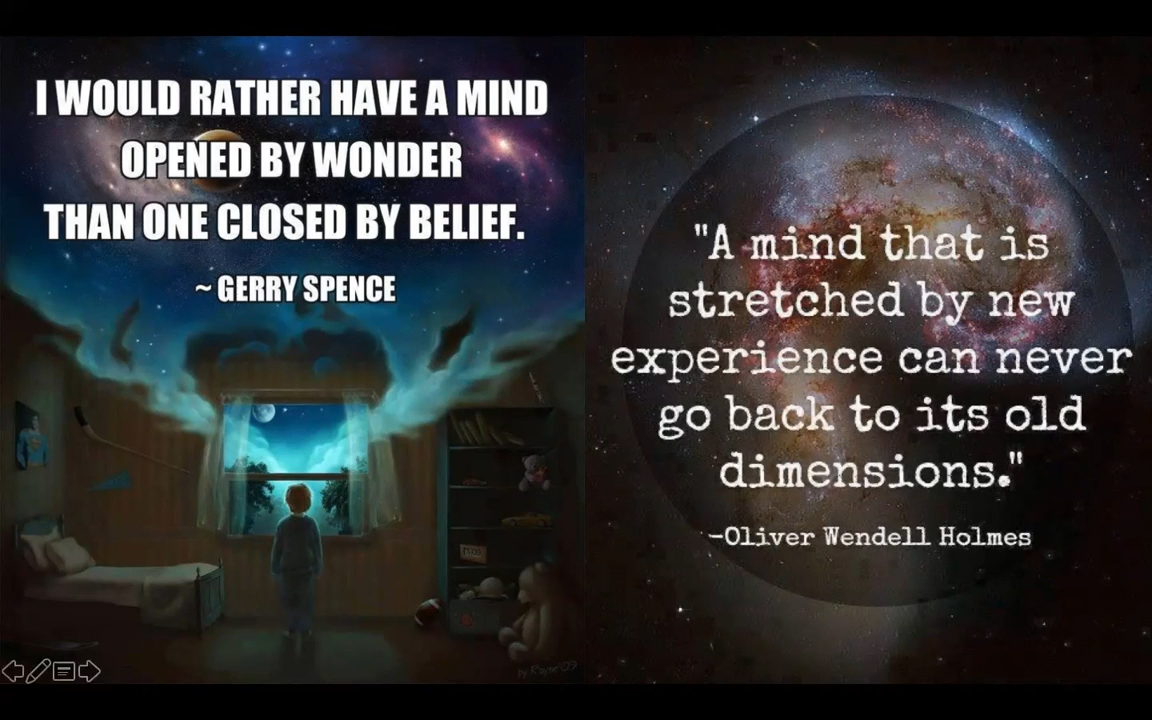 I WOULD RATHER HAVE A MIND
OPENED BY WONDER
THAN ONE CLOSED BY BELIEF.
~ GERRY SPENCE
"A mind that is
stretched by new
experience can never
go back to its old
dimensions."
-Oliver Wendell Holmes